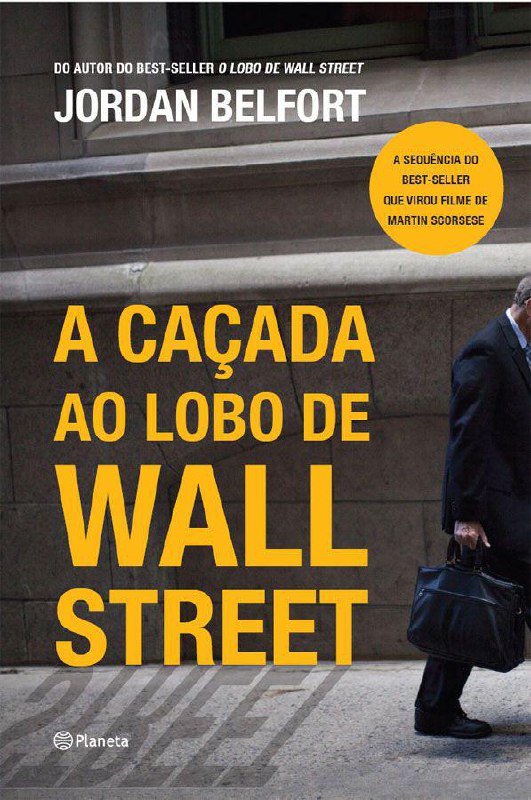 DO AUTOR DO BEST-SELLER O LOBO DE WALL STREET
JORDAN BELFORT
A SEQUÊNCIA DO
BEST-SELLER
QUE VIROU FILME DE
MARTIN SCORSESE
A CAÇADA
AO LOBO DE
WALL
STREET
Planeta